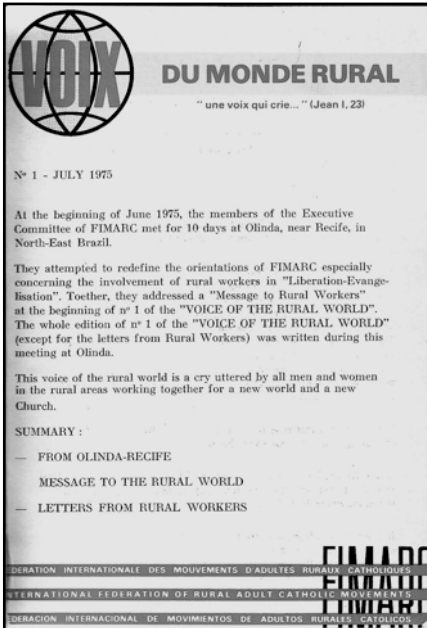 VOIX
DU MONDE RURAL
" une voix qui crie... " (Jean I, 23)
Nº 1 - JULY 1975
At the beginning of June 1975, the members of the Executive
Committee of FIMARC met for 10 days at Olinda, near Recife, in
North-East Brazil.
They attempted to redefine the orientations of FIMARC especially
concerning the involvement of rural workers in "Liberation-Evange-
lisation". Toether, they addressed a "Message to Rural Workers"
at the beginning of nº 1 of the "VOICE OF THE RURAL WORLD".
The whole edition of nº 1 of the "VOICE OF THE RURAL WORLD"
(except for the letters from Rural Workers) was written during this
meeting at Olinda.
This voice of the rural world is a cry uttered by all men and women
in the rural areas working together for a new world and a new
Church.
SUMMARY :
— FROM OLINDA-RECIFE
MESSAGE TO THE RURAL WORLD
— LETTERS FROM RURAL WORKERS
FIMARC
EDERATION INTERNATIONALE DES MOUVEMENTS D'ADULTES RURAUX CATHOLIQUES
FIMARC
NTERNATIONAL FEDERATION OF RURAL ADULT CATHOLIC MOVEMENTS
FIMARC
EDERACION INTERNACIONAL DE MOVIMIENTOS DE ADULTOS RURALES CATOLICOS